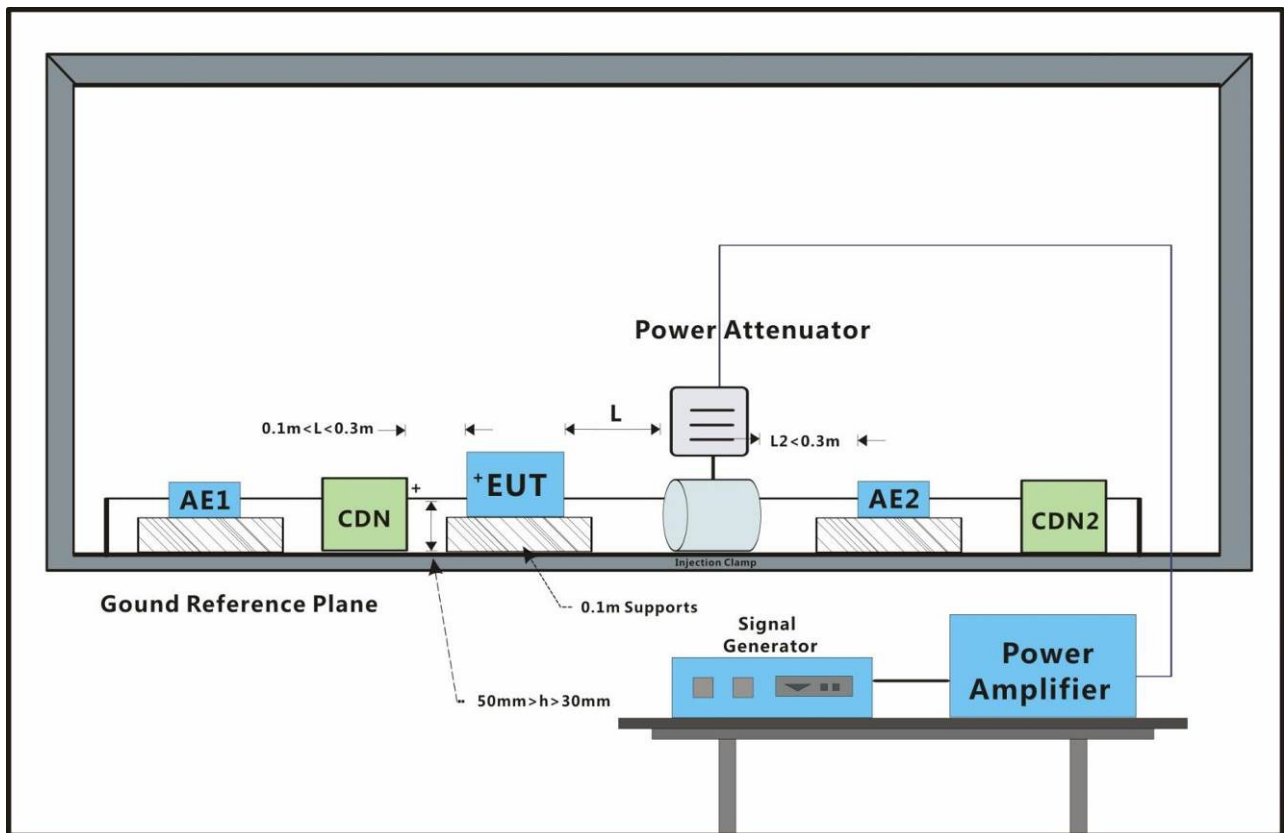 Power Attenuator
0.1m<L<0.3m
L
L2<0.3m
AE1
CDN
+
+EUT
AE2
CDN2
Injection Clamp
Gound Reference Plane
0.1m Supports
Signal
Generator
Power
Amplifier
50mm>h>30mm